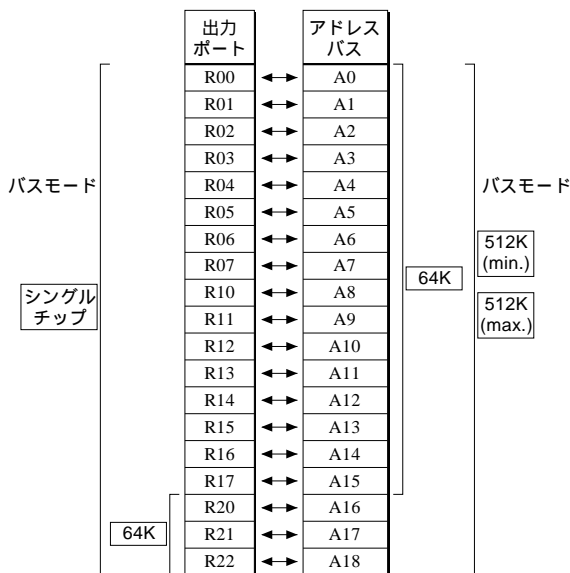 出力
ポート
アドレス
バス
R00 A0
R01 A1
R02 A2
R03 A3
バスモード R04 A4 バスモード
R05 A5
R06 A6
512K
(min.)
R07 A7
64K
シングル
チップ
R10 A8
512K
(max.)
R11 A9
R12 A10
R13 A11
R14 A12
R15 A13
R16 A14
R17 A15
R20 A16
64K R21 A17
R22 A18